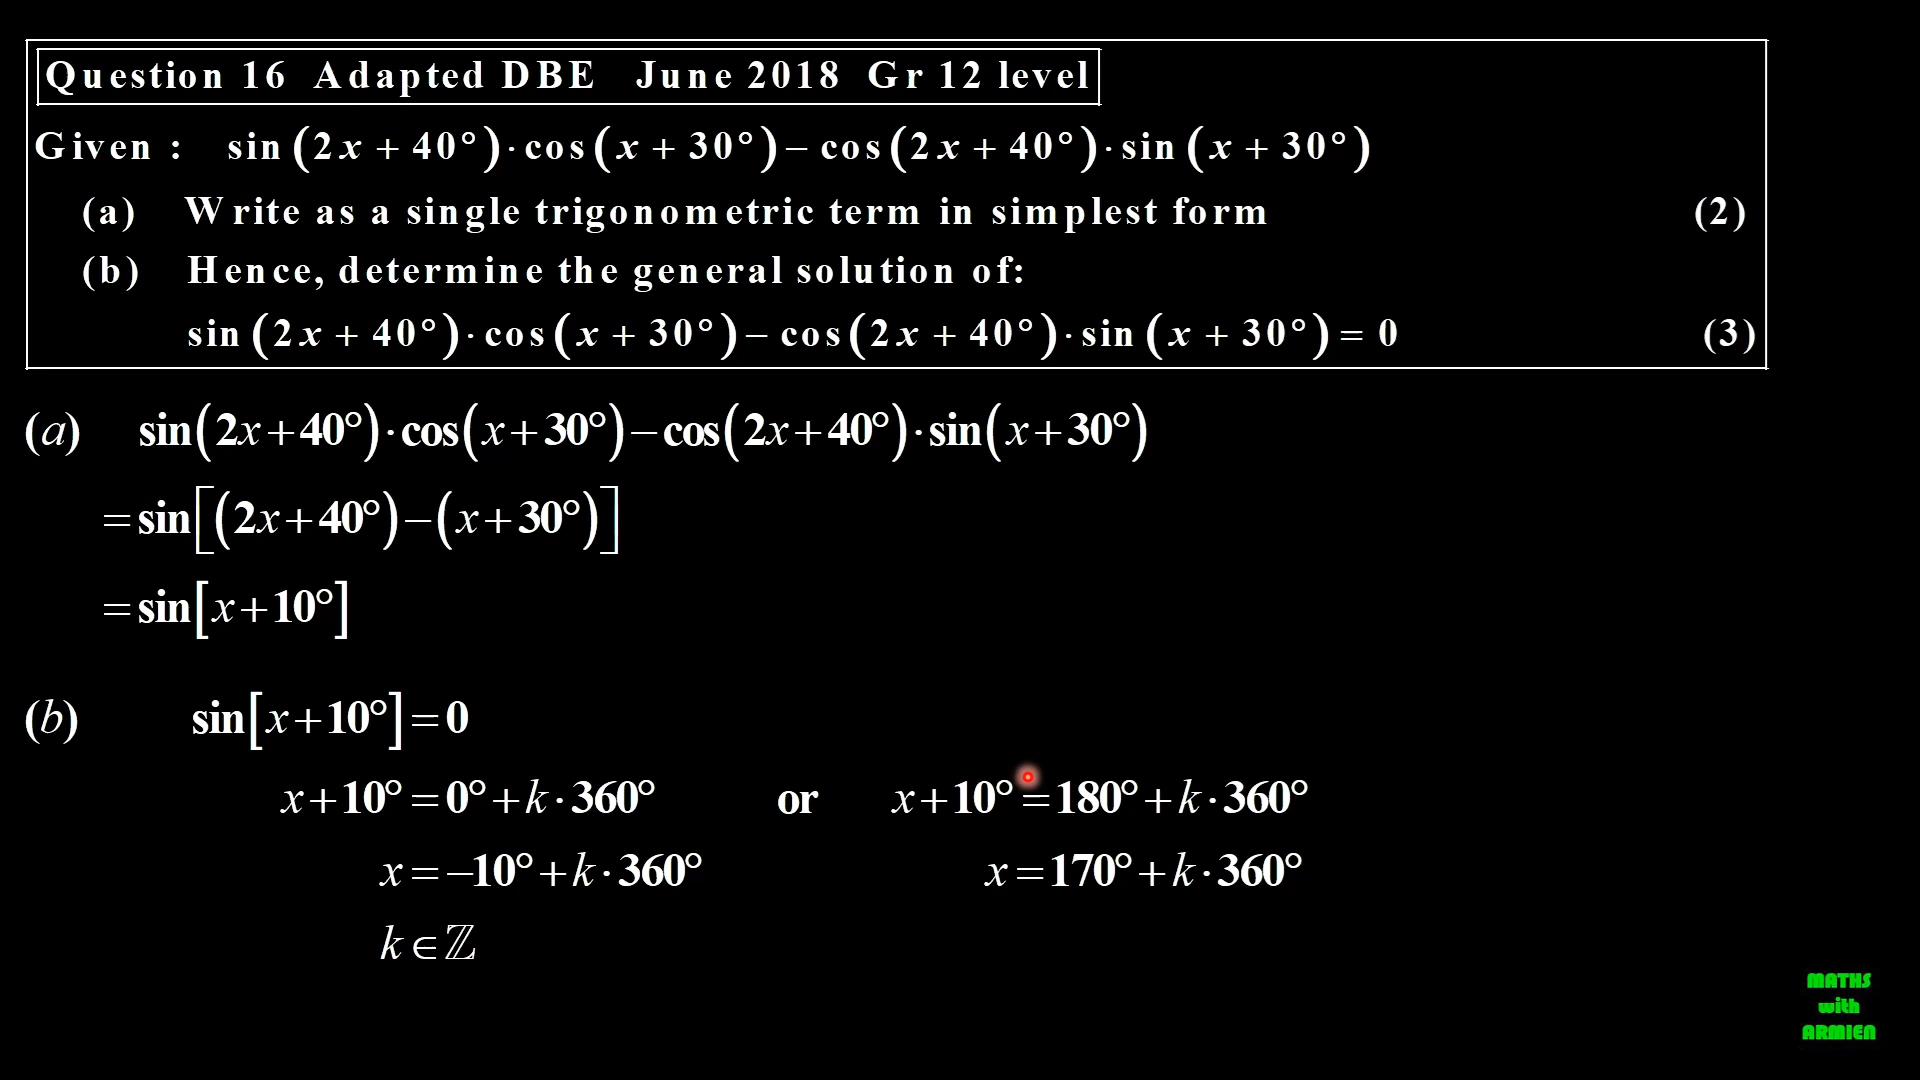 Question 16 Adapted DBE June 2018 Gr 12 level
Given : sin(2x + 40°)·cos(x + 30°) − cos(2x + 40°)·sin(x + 30°)
(a) Write as a single trigonometric term in simplest form (2)
(b) Hence, determine the general solution of:
sin(2x + 40°)·cos(x + 30°) − cos(2x + 40°)·sin(x + 30°) = 0 (3)
(a) sin(2x+40°)·cos(x+30°)−cos(2x+40°)·sin(x+30°)
=sin[(2x+40°)−(x+30°)]
=sin[x+10°]
(b) sin[x+10°]=0
x+10°=0°+k·360° or x+10°=180°+k·360°
x=−10°+k·360° x=170°+k·360°
k∈ℤ
MATHS
with
ARMIEN